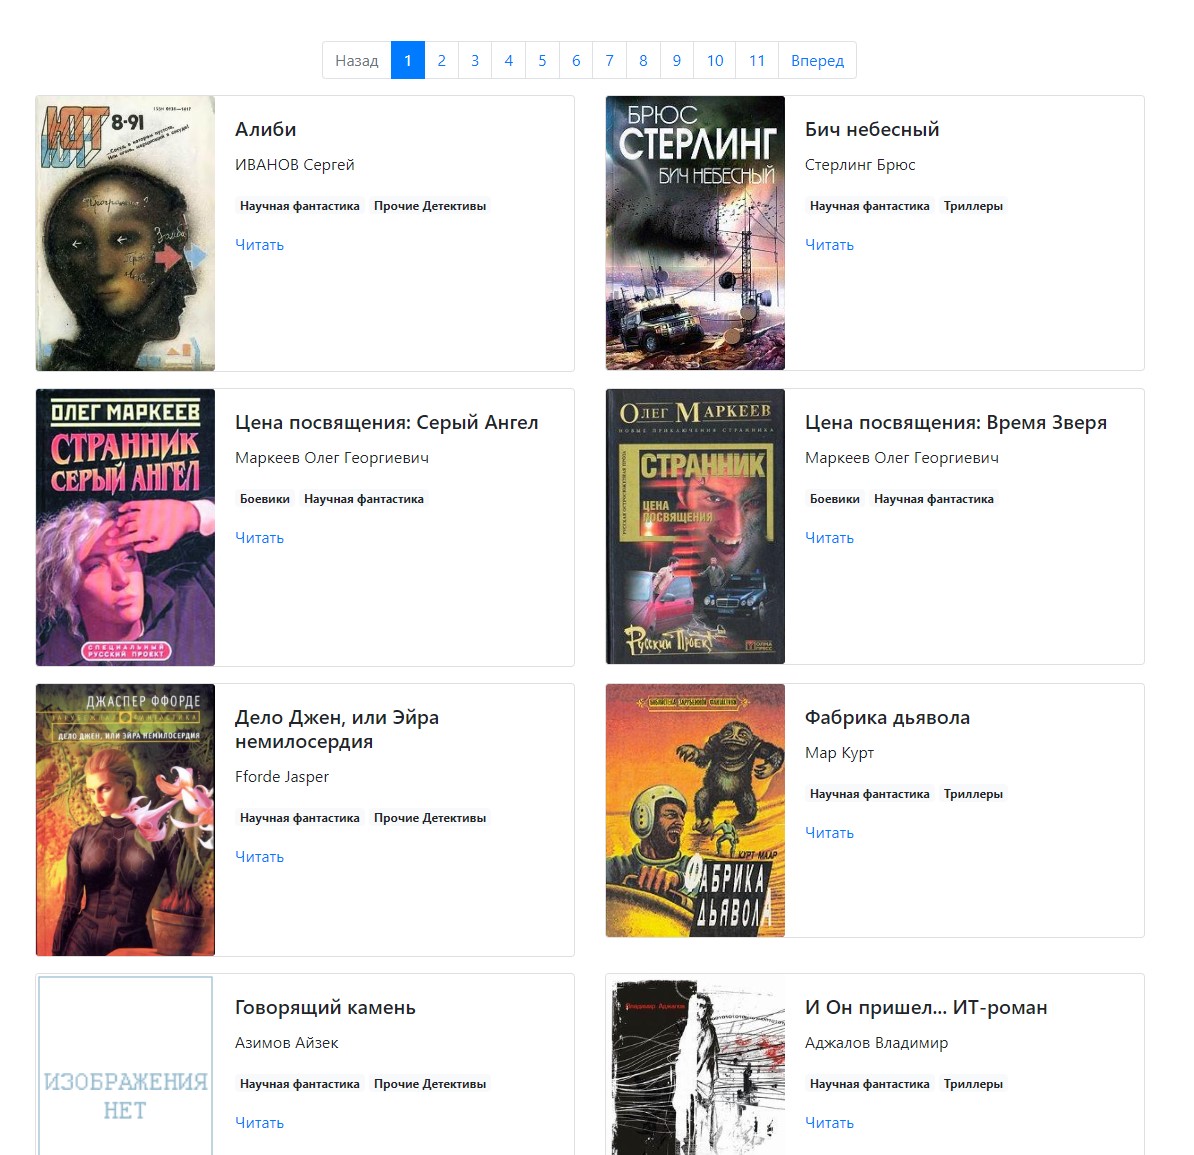 Назад 1 2 3 4 5 6 7 8 9 10 11 Вперед
ЮТ
8-91
Алиби
ИВАНОВ Сергей
Научная фантастика Прочие Детективы
Читать
БРЮС
СТЕРЛИНГ
БИЧ НЕБЕСНЫЙ
Бич небесный
Стерлинг Брюс
Научная фантастика Триллеры
Читать
ОЛЕГ МАРКЕЕВ
СТРАННИК
СЕРЫЙ АНГЕЛ
СПЕЦИАЛЬНЫЙ
РУССКИЙ ПРОЕКТ
Цена посвящения: Серый Ангел
Маркеев Олег Георгиевич
Боевики Научная фантастика
Читать
ОЛЕГ МАРКЕЕВ
НОВЫЕ ПРИКЛЮЧЕНИЯ СТРАННИКА
СТРАННИК
ЦЕНА
ПОСВЯЩЕНИЯ
Русский Проект
Цена посвящения: Время Зверя
Маркеев Олег Георгиевич
Боевики Научная фантастика
Читать
ДЖАСПЕР ФФОРДЕ
ЗАРУБЕЖНАЯ ФАНТАСТИКА
ДЕЛО ДЖЕН, ИЛИ ЭЙРА НЕМИЛОСЕРДИЯ
Дело Джен, или Эйра
немилосердия
Fforde Jasper
Научная фантастика Прочие Детективы
Читать
БИБЛИОТЕКА ЗАРУБЕЖНОЙ ФАНТАСТИКИ
КУРТ МААР
ФАБРИКА
ДЬЯВОЛА
Фабрика дьявола
Мар Курт
Научная фантастика Триллеры
Читать
ИЗОБРАЖЕНИЯ
НЕТ
Говорящий камень
Азимов Айзек
Научная фантастика Прочие Детективы
Читать
Владимир Аджалов
И Он пришел... ИТ-роман
Аджалов Владимир
Научная фантастика Триллеры
Читать